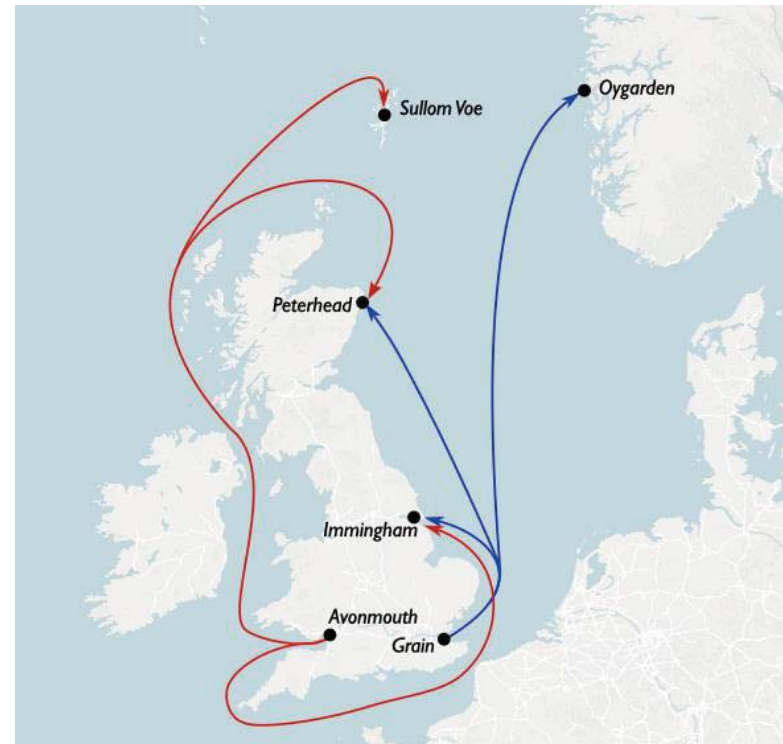 Oygarden
Sullom Voe
Peterhead
Immingham
Avonmouth
Grain